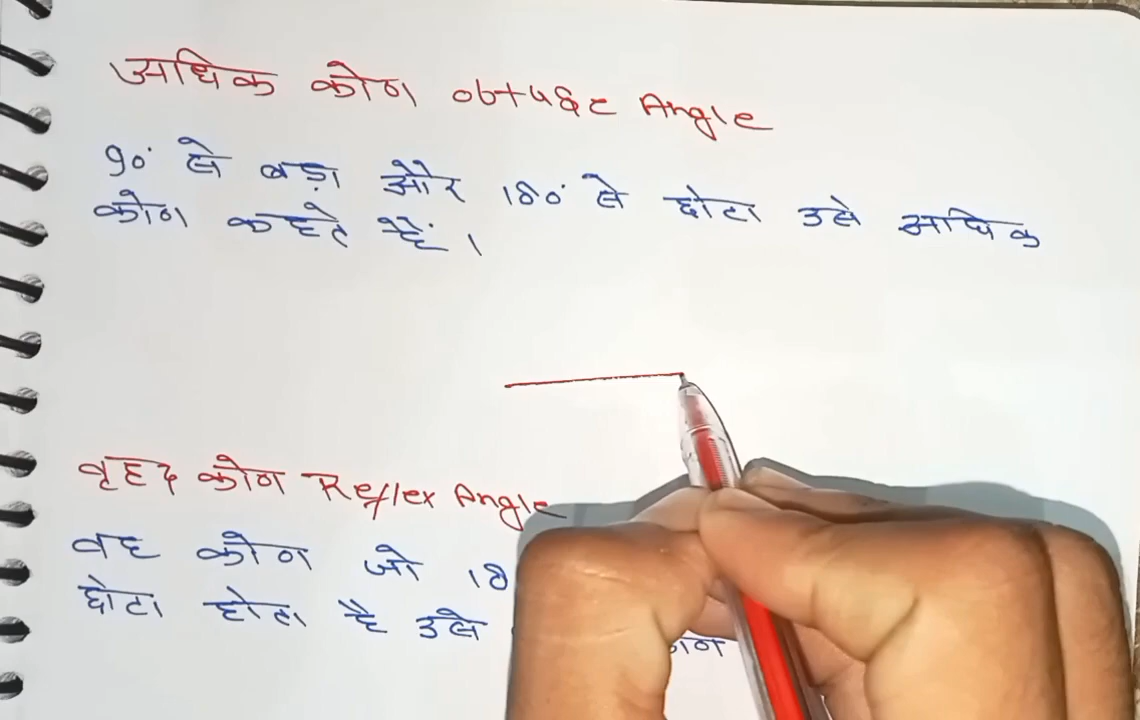 अधिक कोण obtuse Angle
90° से बड़ा और 180° से छोटा उसे अधिक
कोण कहते हैं।
वृहद कोण Reflex Angle
वह कोण जो 18
छोटा होता है उसे